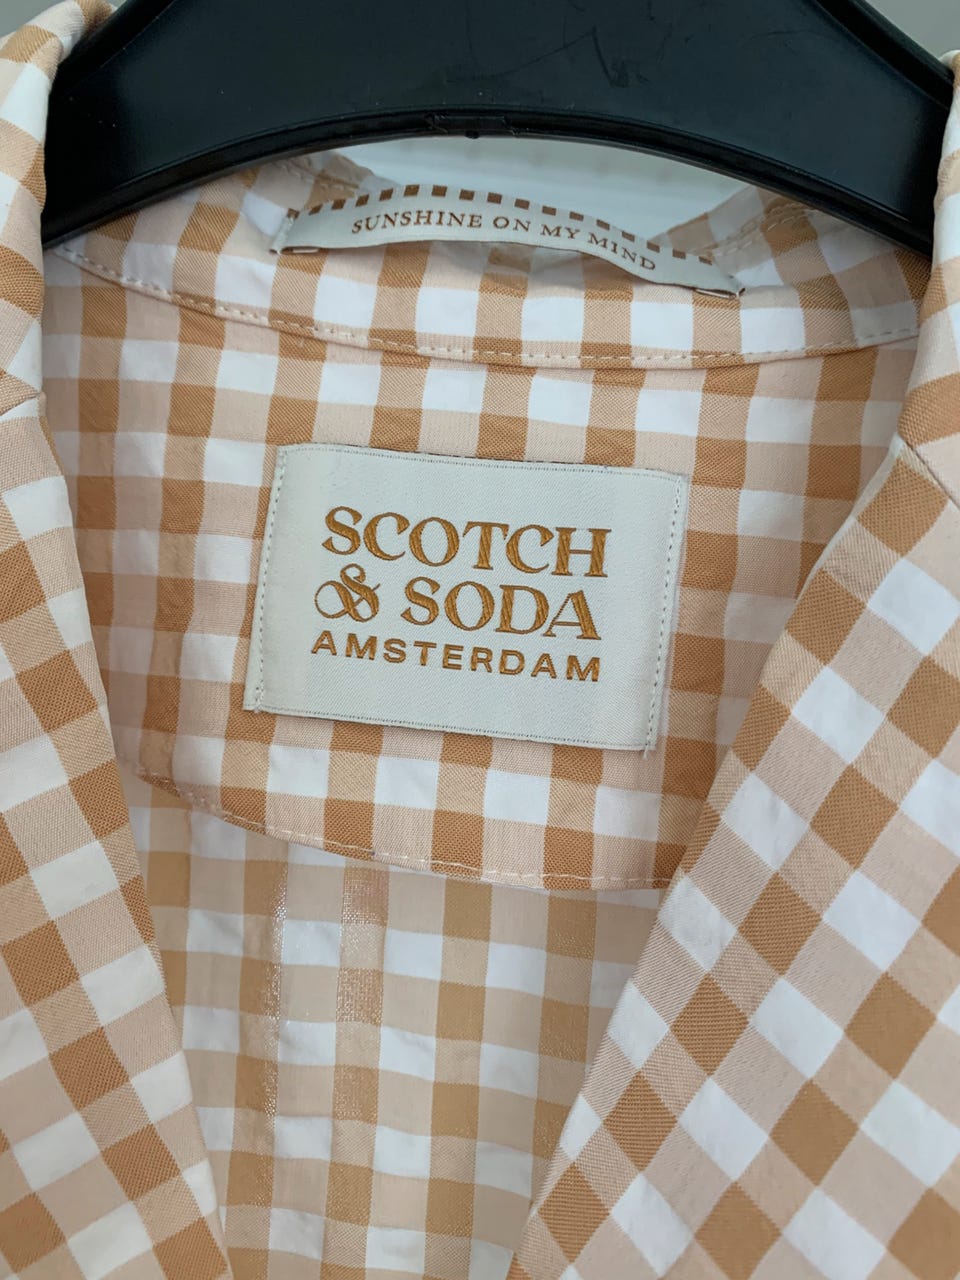 SUNSHINE ON MY MIND
SCOTCH
& SODA
AMSTERDAM